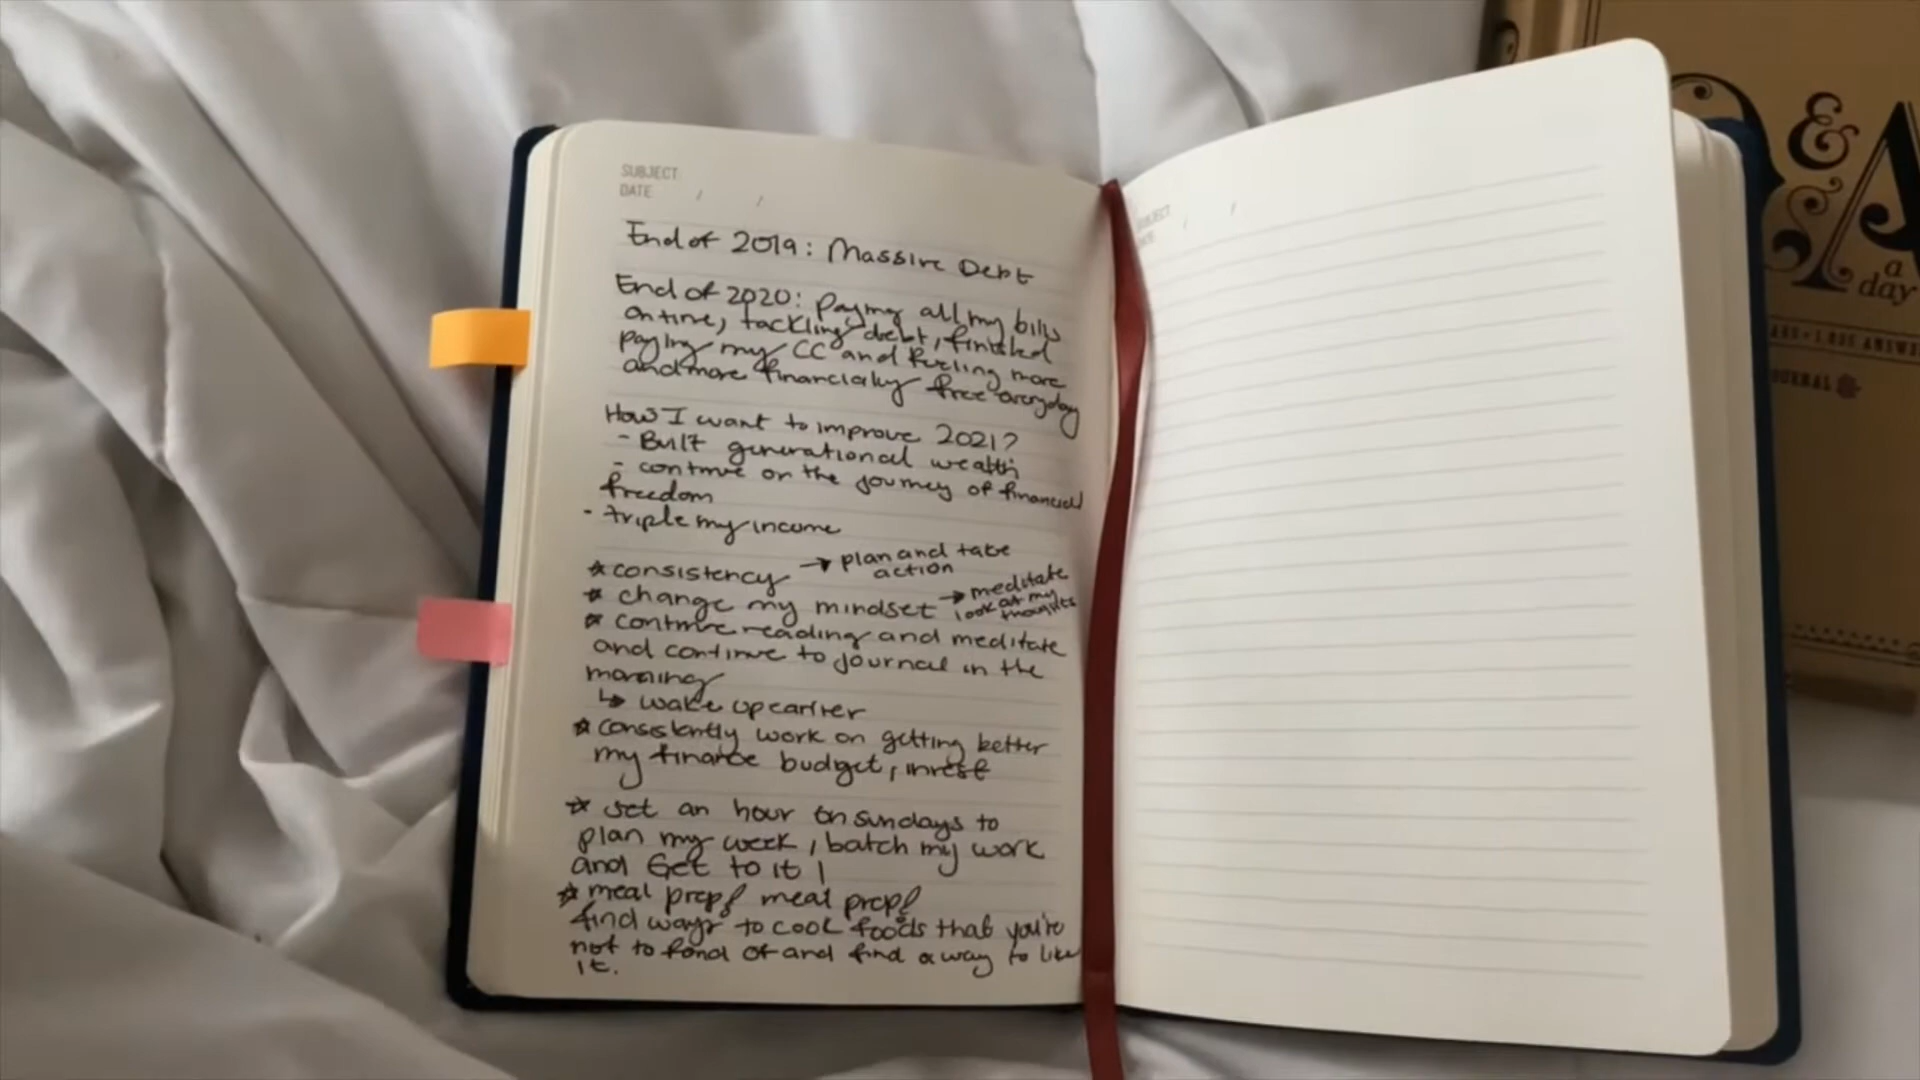 SUBJECT
DATE / /
End of 2019: Massive Debt
End of 2020: Paying all my bills
on time, tackling debt, finished
paying my CC and feeling more
and more financially free everyday
How I want to improve 2021?
- Built generational wealth
- continue on the journey of financial
freedom
- triple my income
☆ consistency → plan and take
action
☆ change my mindset → meditate
look at my
thoughts
☆ continue reading and meditate
and continue to journal in the
morning
↳ wake up earlier
☆ consistently work on getting better
my finance budget, invest
☆ set an hour on sundays to
plan my week, batch my work
and Get to it!
☆ meal prep! meal prep!
find ways to cook foods that you're
not to fond of and find a way to like
it.
SUBJECT
DATE / /
Q & A
a
day